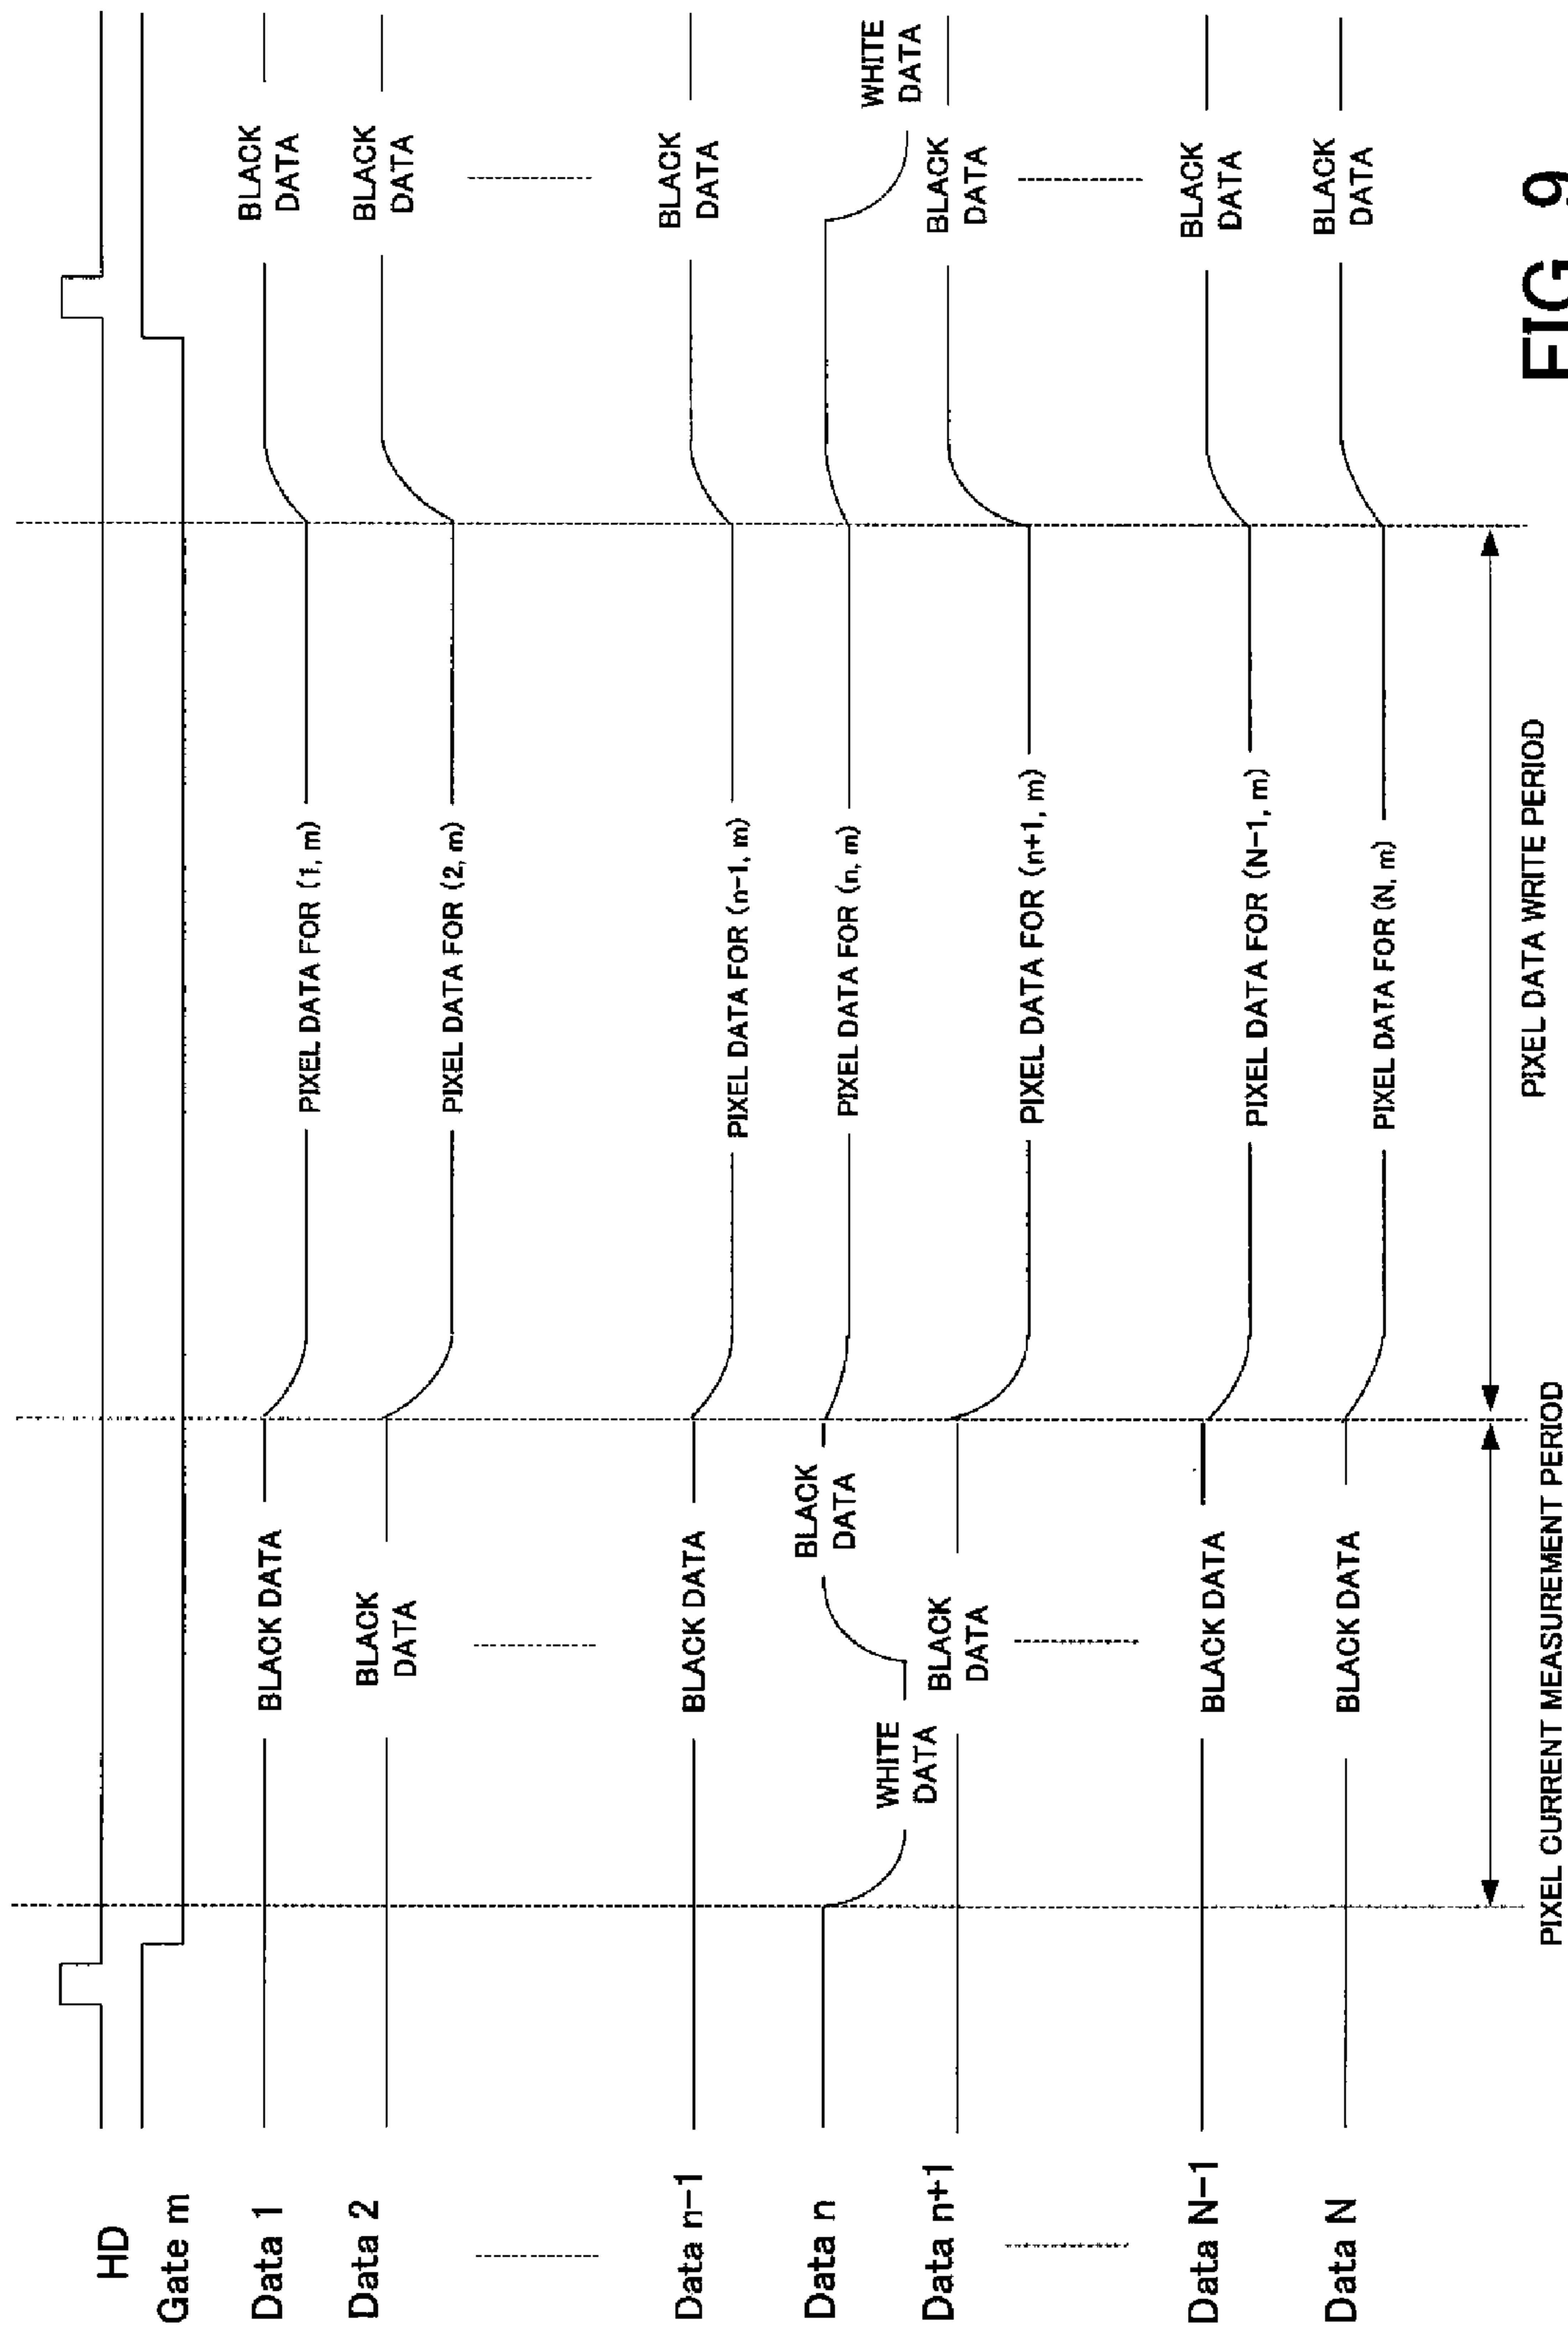 HD
Gate m
Data 1
BLACK DATA
PIXEL DATA FOR (1, m)
BLACK
DATA
Data 2
BLACK
DATA
PIXEL DATA FOR (2, m)
BLACK
DATA
Data n-1
BLACK DATA
PIXEL DATA FOR (n-1, m)
BLACK
DATA
Data n
WHITE
DATA
BLACK
DATA
PIXEL DATA FOR (n, m)
WHITE
DATA
Data n+1
BLACK
DATA
PIXEL DATA FOR (n+1, m)
BLACK
DATA
Data N-1
BLACK DATA
PIXEL DATA FOR (N-1, m)
BLACK
DATA
Data N
BLACK DATA
PIXEL DATA FOR (N, m)
BLACK
DATA
PIXEL CURRENT MEASUREMENT PERIOD
PIXEL DATA WRITE PERIOD
FIG. 9